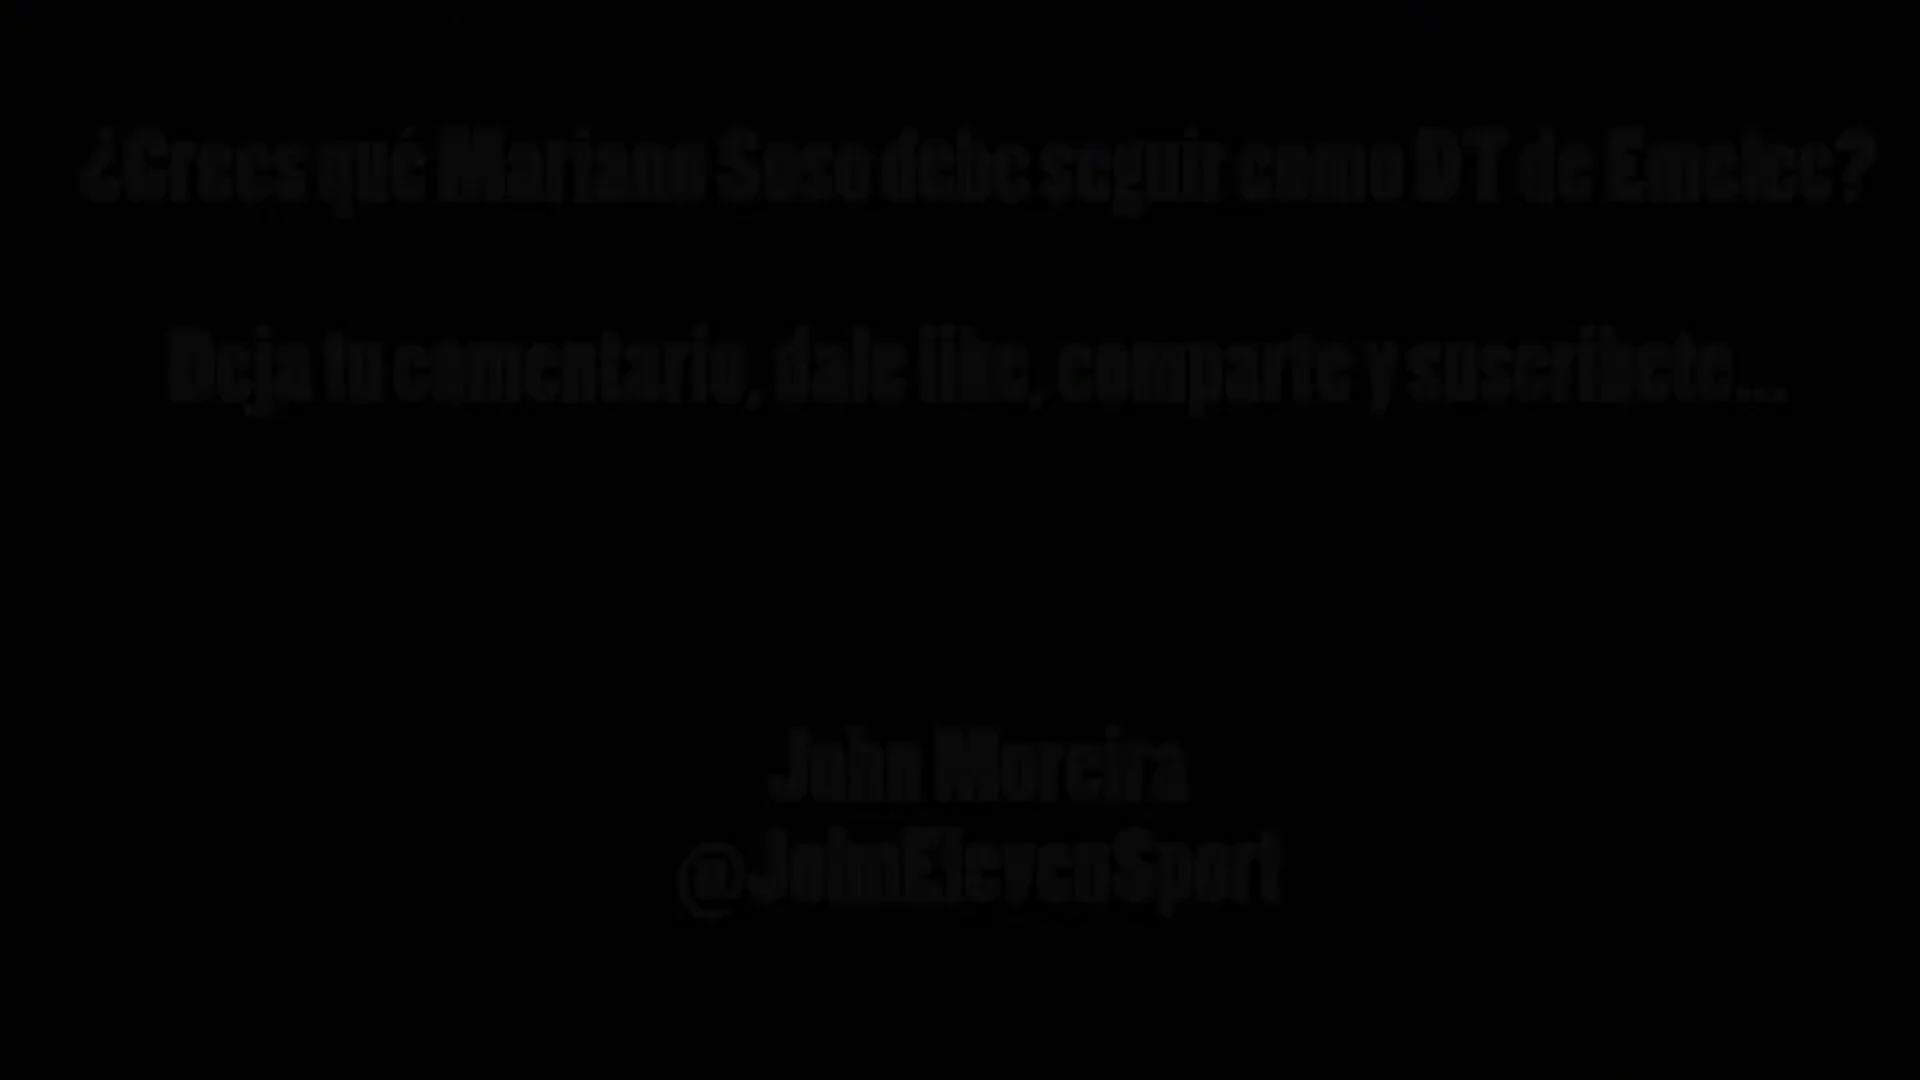 ¿Crees qué Mariano Soso debe seguir como DT de Emelec?
Deja tu comentario, dale like, comparte y suscribete...
John Moreira
@JohnElevenSport